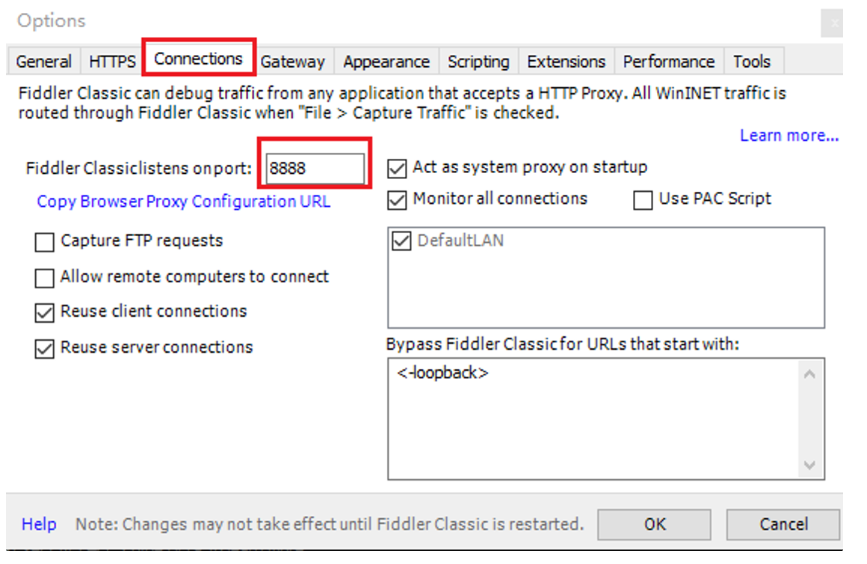 Options
x
General HTTPS Connections Gateway Appearance Scripting Extensions Performance Tools
Fiddler Classic can debug traffic from any application that accepts a HTTP Proxy. All WinINET traffic is
routed through Fiddler Classic when "File > Capture Traffic" is checked.
Learn more...
Fiddler Classiclistens on port: 8888
Copy Browser Proxy Configuration URL
Capture FTP requests
Allow remote computers to connect
Reuse client connections
Reuse server connections
Act as system proxy on startup
Monitor all connections Use PAC Script
DefaultLAN
Bypass Fiddler Classic for URLs that start with:
<-loopback>
Help Note: Changes may not take effect until Fiddler Classic is restarted. OK Cancel